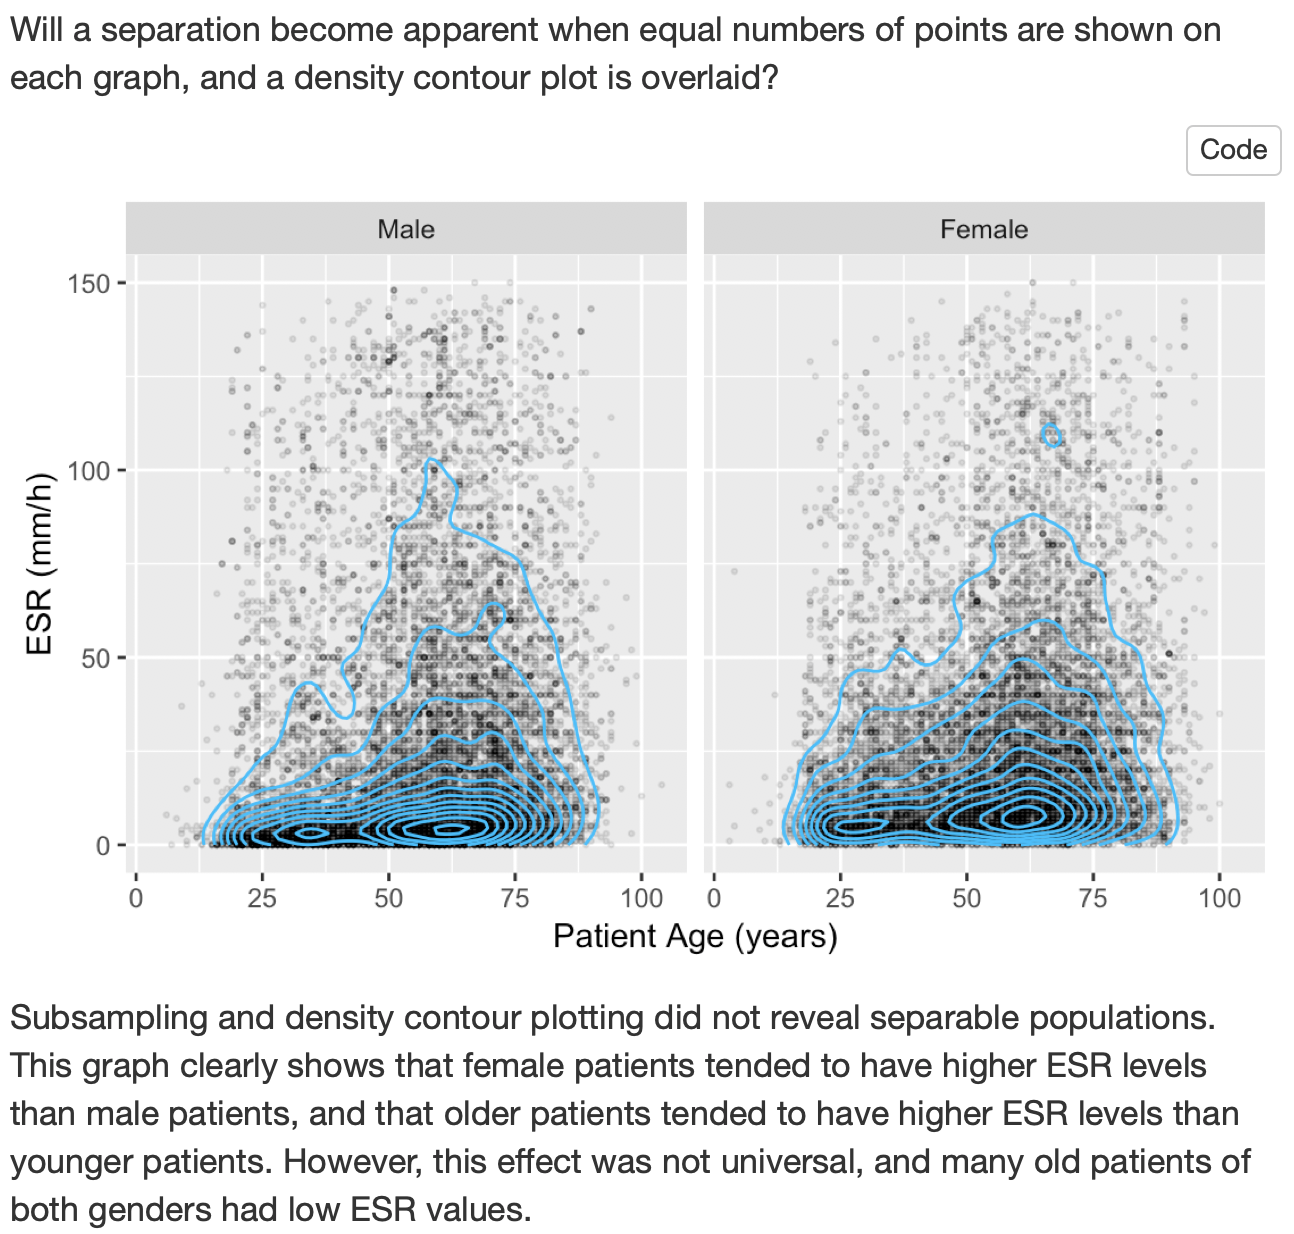 Will a separation become apparent when equal numbers of points are shown on
each graph, and a density contour plot is overlaid?
Code
Male
Female
150
100
50
0
ESR (mm/h)
0 25 50 75 100
0 25 50 75 100
Patient Age (years)
Subsampling and density contour plotting did not reveal separable populations.
This graph clearly shows that female patients tended to have higher ESR levels
than male patients, and that older patients tended to have higher ESR levels than
younger patients. However, this effect was not universal, and many old patients of
both genders had low ESR values.